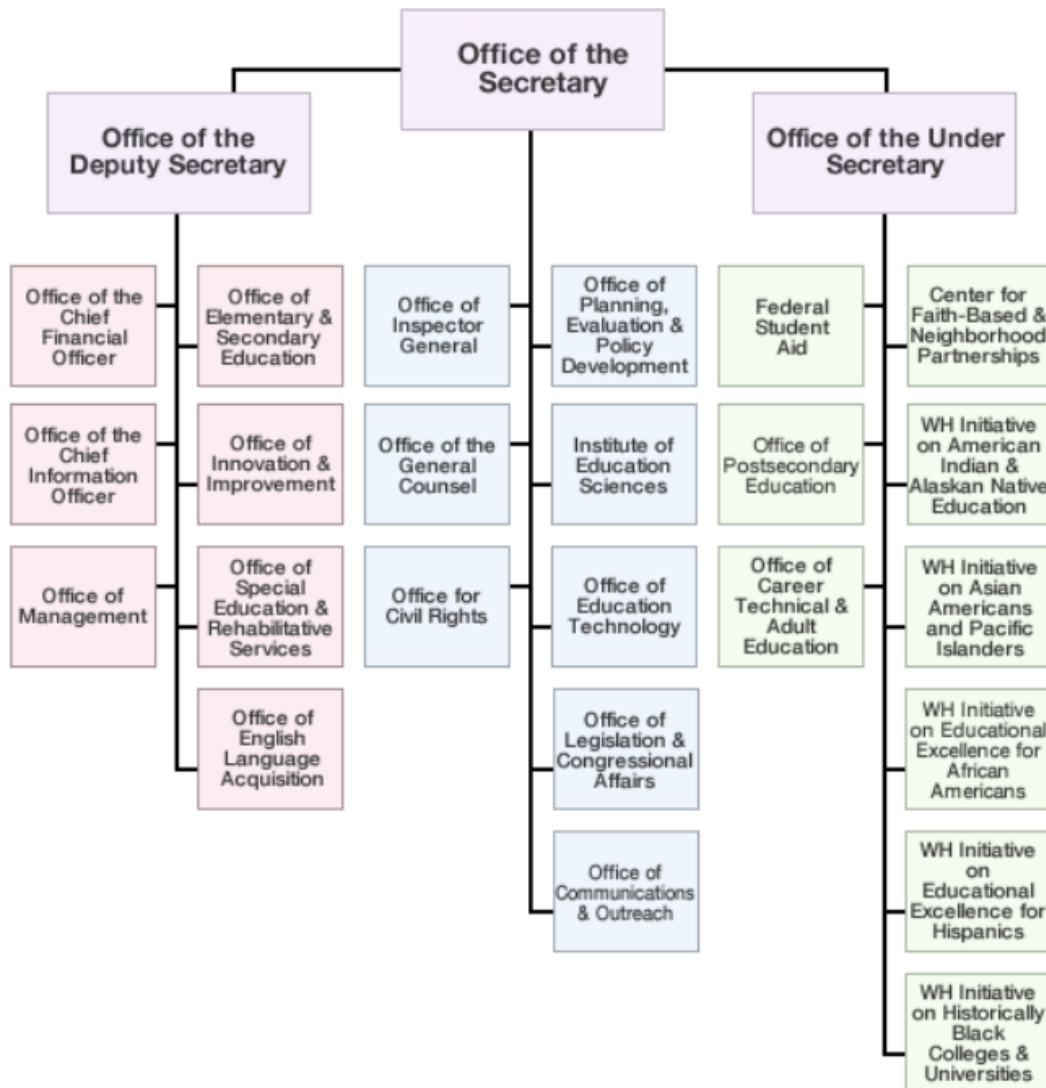 Office of the
Secretary
Office of the
Deputy Secretary
Office of the Under
Secretary
Office of the
Chief
Financial
Officer
Office of
Elementary &
Secondary
Education
Office of the
Chief
Information
Officer
Office of
Innovation &
Improvement
Office of
Management
Office of
Special
Education &
Rehabilitative
Services
Office of
English
Language
Acquisition
Office of
Inspector
General
Office of
Planning,
Evaluation &
Policy
Development
Office of the
General
Counsel
Institute of
Education
Sciences
Office for
Civil Rights
Office of
Education
Technology
Office of
Legislation &
Congressional
Affairs
Office of
Communications
& Outreach
Federal
Student
Aid
Center for
Faith-Based &
Neighborhood
Partnerships
Office of
Postsecondary
Education
WH Initiative
on American
Indian &
Alaskan Native
Education
Office of
Career
Technical &
Adult
Education
WH Initiative
on Asian
Americans
and Pacific
Islanders
WH Initiative
on Educational
Excellence for
African
Americans
WH Initiative
on
Educational
Excellence for
Hispanics
WH Initiative
on Historically
Black
Colleges &
Universities